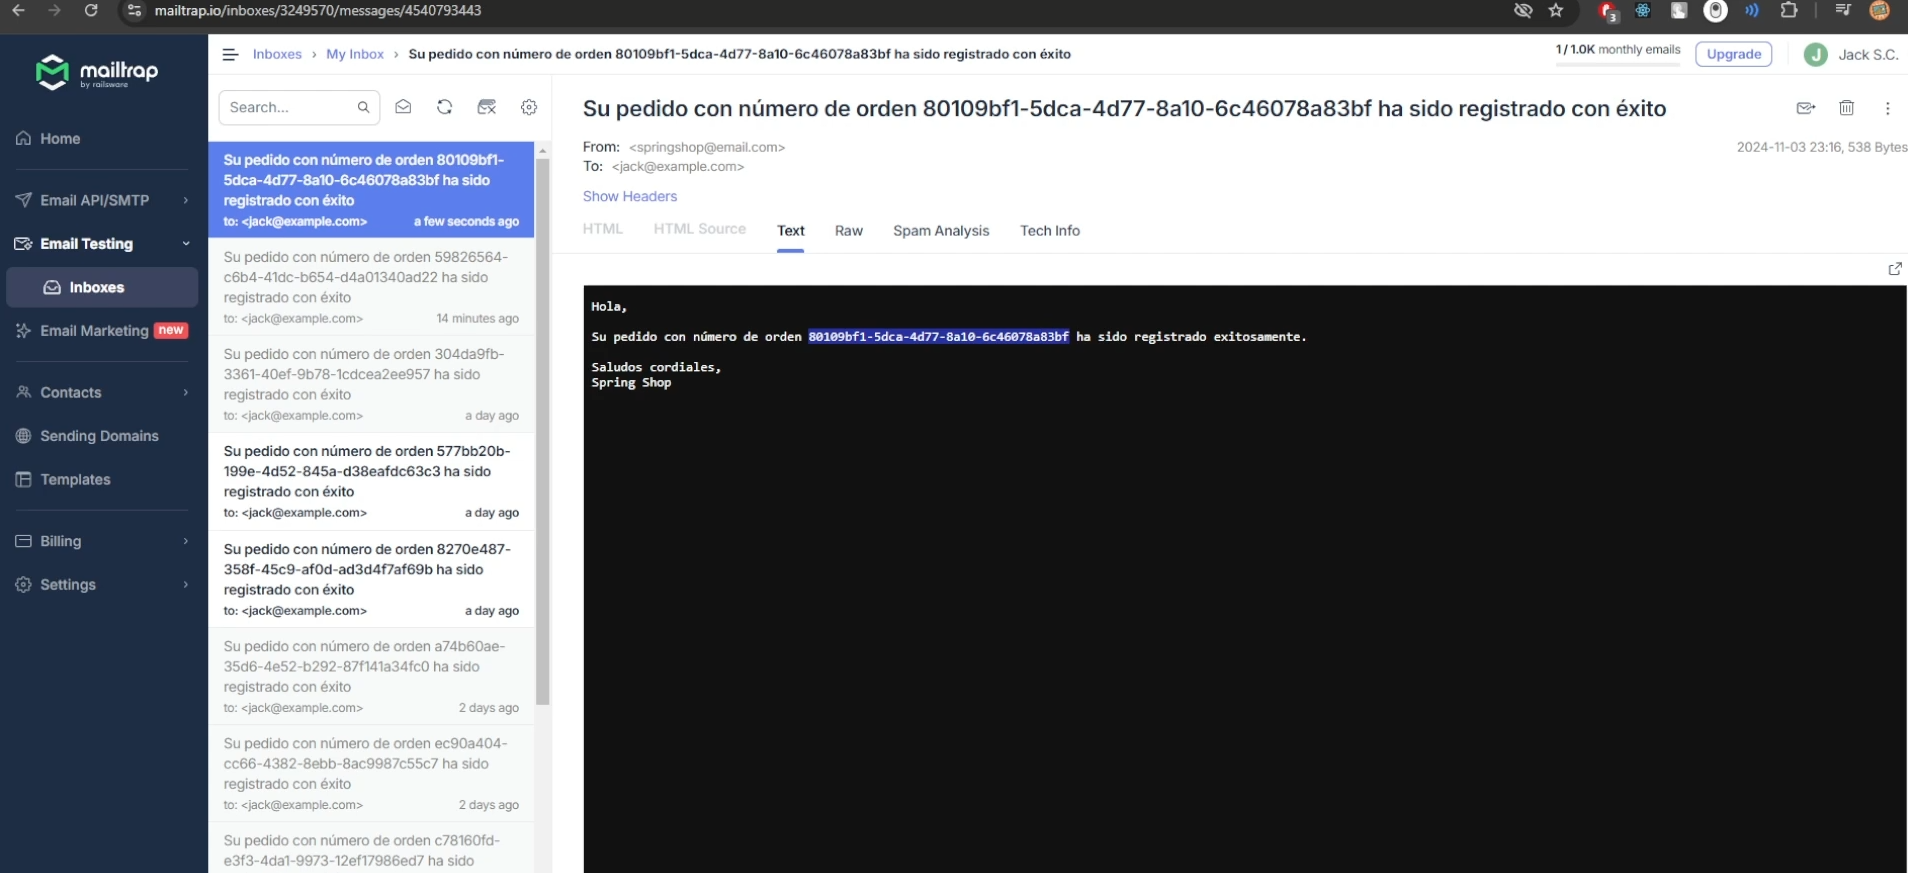 mailtrap.io/inboxes/3249570/messages/4540793443
3
mailtrap
by railsware
Home
Email API/SMTP
Email Testing
Inboxes
Email Marketing new
Contacts
Sending Domains
Templates
Billing
Settings
Inboxes › My Inbox › Su pedido con número de orden 80109bf1-5dca-4d77-8a10-6c46078a83bf ha sido registrado con éxito
1 / 1.0K monthly emails
Upgrade
J
Jack S.C.
Search...
Su pedido con número de orden 80109bf1-
5dca-4d77-8a10-6c46078a83bf ha sido
registrado con éxito
to: <jack@example.com> a few seconds ago
Su pedido con número de orden 59826564-
c6b4-41dc-b654-d4a01340ad22 ha sido
registrado con éxito
to: <jack@example.com> 14 minutes ago
Su pedido con número de orden 304da9fb-
3361-40ef-9b78-1cdcea2ee957 ha sido
registrado con éxito
to: <jack@example.com> a day ago
Su pedido con número de orden 577bb20b-
199e-4d52-845a-d38eafdc63c3 ha sido
registrado con éxito
to: <jack@example.com> a day ago
Su pedido con número de orden 8270e487-
358f-45c9-af0d-ad3d4f7af69b ha sido
registrado con éxito
to: <jack@example.com> a day ago
Su pedido con número de orden a74b60ae-
35d6-4e52-b292-87f141a34fc0 ha sido
registrado con éxito
to: <jack@example.com> 2 days ago
Su pedido con número de orden ec90a404-
cc66-4382-8ebb-8ac9987c55c7 ha sido
registrado con éxito
to: <jack@example.com> 2 days ago
Su pedido con número de orden c78160fd-
e3f3-4da1-9973-12ef17986ed7 ha sido
Su pedido con número de orden 80109bf1-5dca-4d77-8a10-6c46078a83bf ha sido registrado con éxito
From: <springshop@email.com>
2024-11-03 23:16, 538 Bytes
To: <jack@example.com>
Show Headers
HTML HTML Source Text Raw Spam Analysis Tech Info
Hola,
Su pedido con número de orden 80109bf1-5dca-4d77-8a10-6c46078a83bf ha sido registrado exitosamente.
Saludos cordiales,
Spring Shop